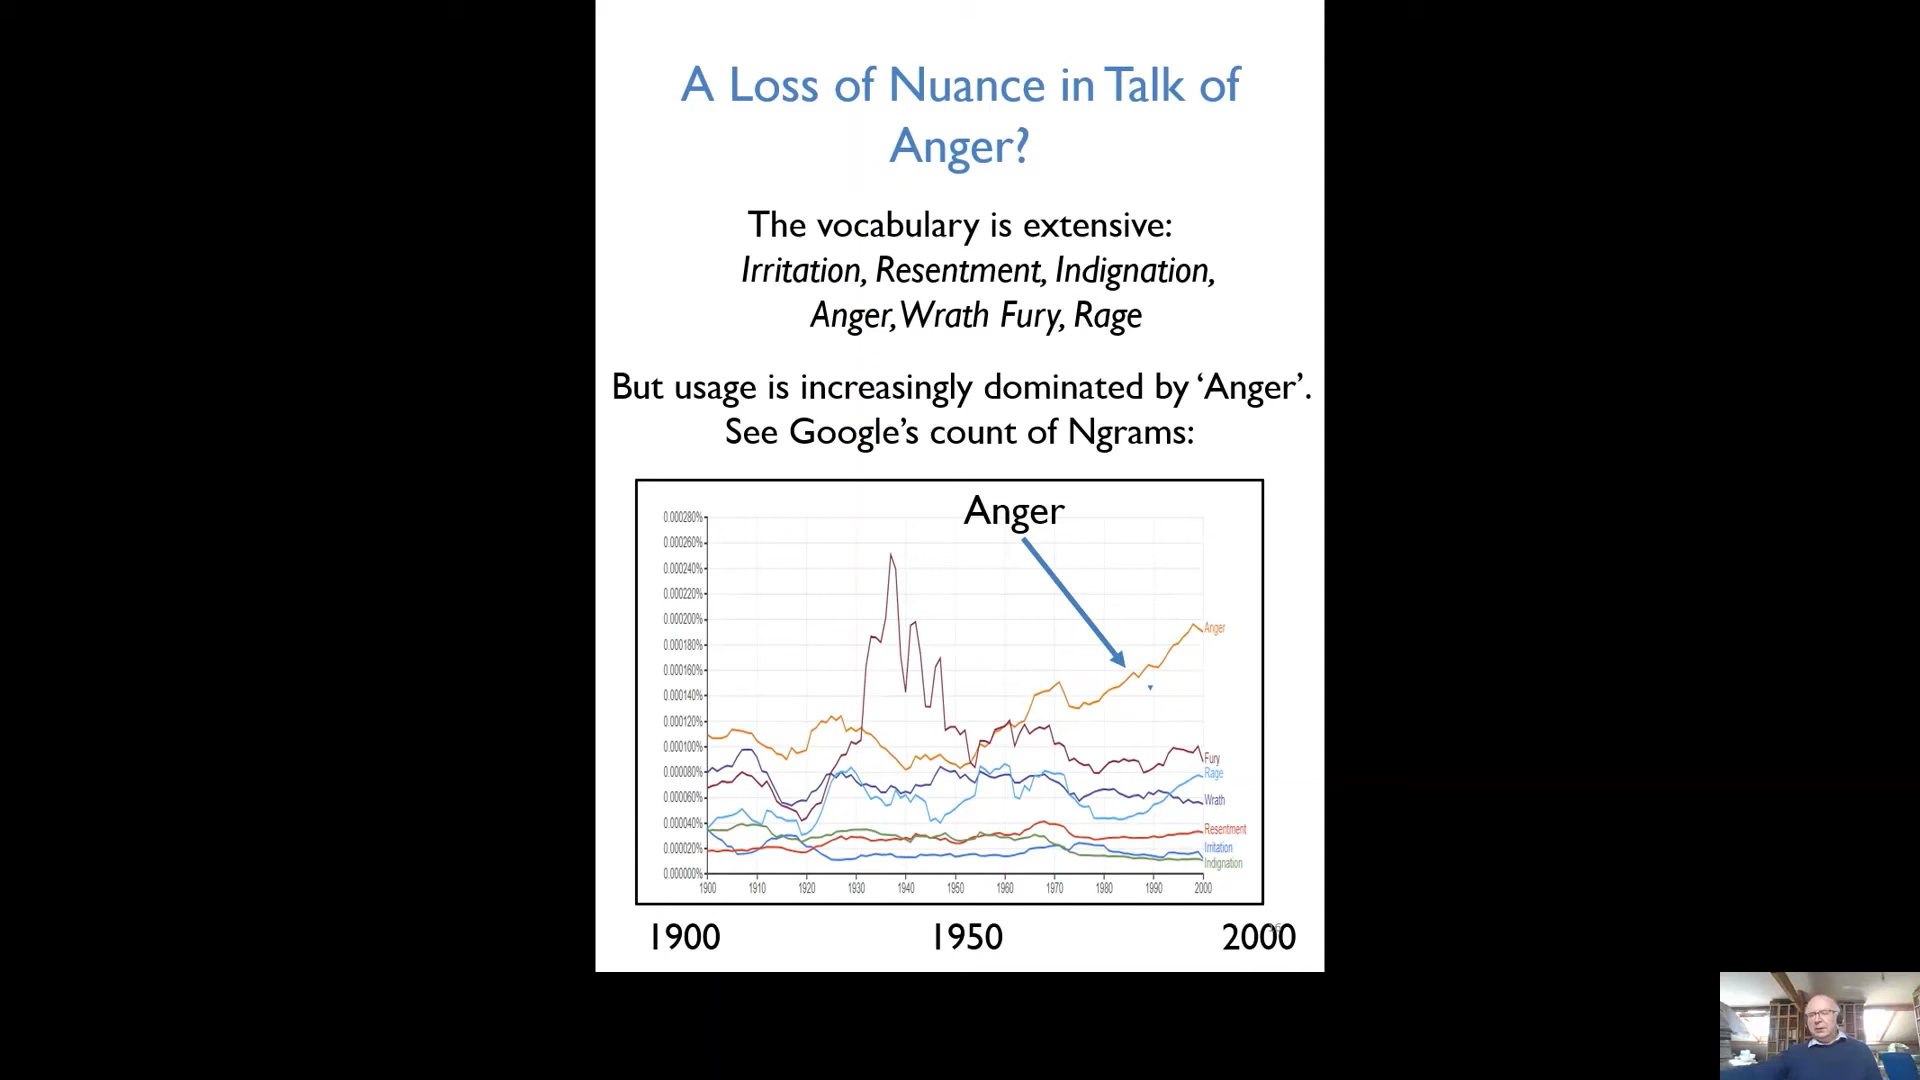 A Loss of Nuance in Talk of
Anger?
The vocabulary is extensive:
Irritation, Resentment, Indignation,
Anger, Wrath Fury, Rage
But usage is increasingly dominated by ‘Anger’.
See Google’s count of Ngrams:
Anger
0.000280%
0.000260%
0.000240%
0.000220%
0.000200%
0.000180%
0.000160%
0.000140%
0.000120%
0.000100%
0.000080%
0.000060%
0.000040%
0.000020%
0.000000%
Anger
Fury
Rage
Wrath
Resentment
Irritation
Indignation
1900 1910 1920 1930 1940 1950 1960 1970 1980 1990 2000
1900 1950 2000